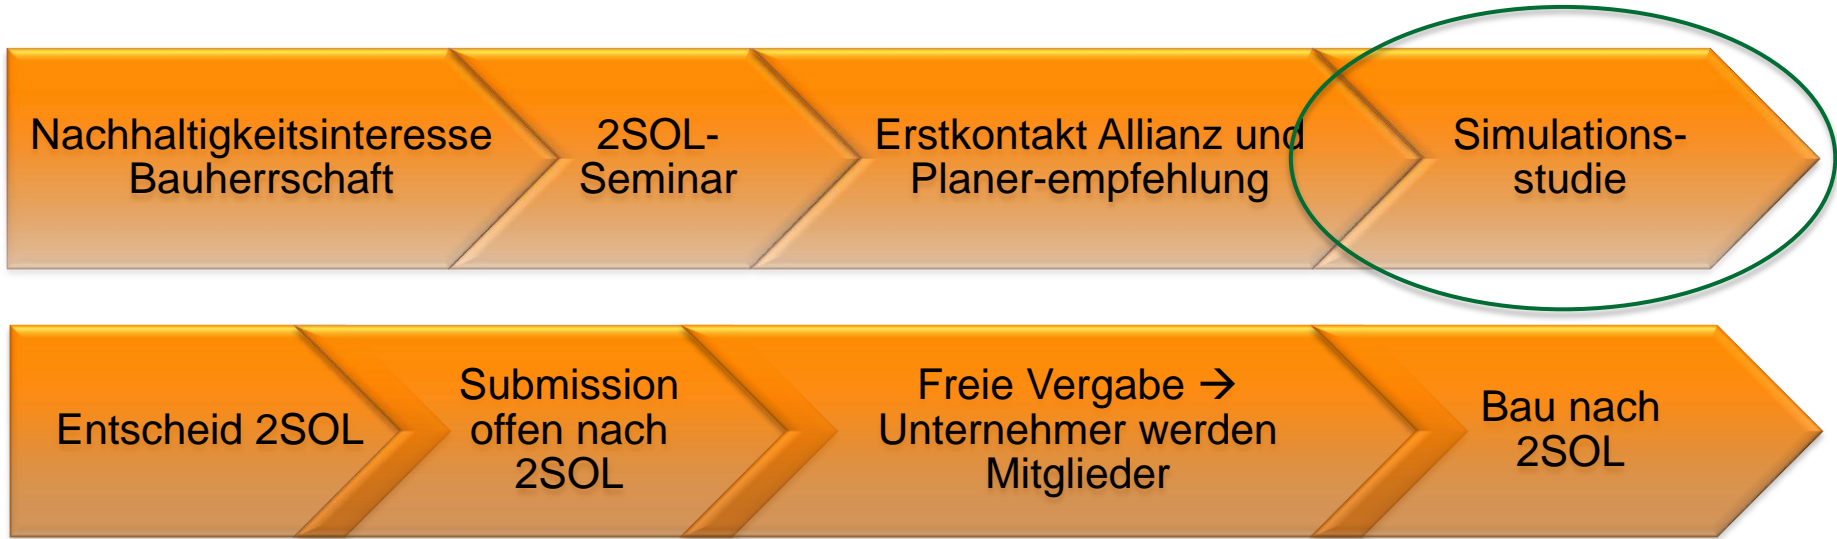 Nachhaltigkeitsinteresse
Bauherrschaft
2SOL-
Seminar
Erstkontakt Allianz und
Planer-empfehlung
Simulations-
studie
Entscheid 2SOL
Submission
offen nach
2SOL
Freie Vergabe →
Unternehmer werden
Mitglieder
Bau nach
2SOL